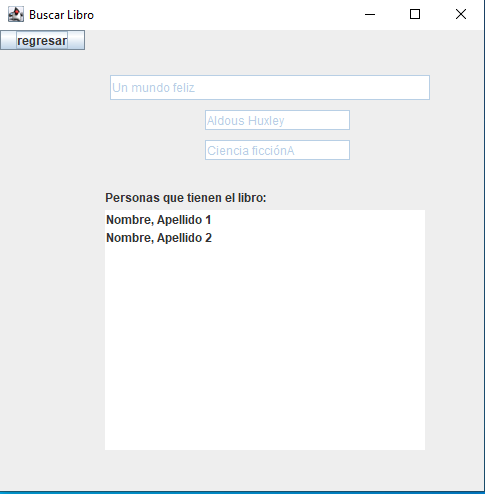 Buscar Libro
regresar
Un mundo feliz
Aldous Huxley
Ciencia ficciónA
Personas que tienen el libro:
Nombre, Apellido 1
Nombre, Apellido 2